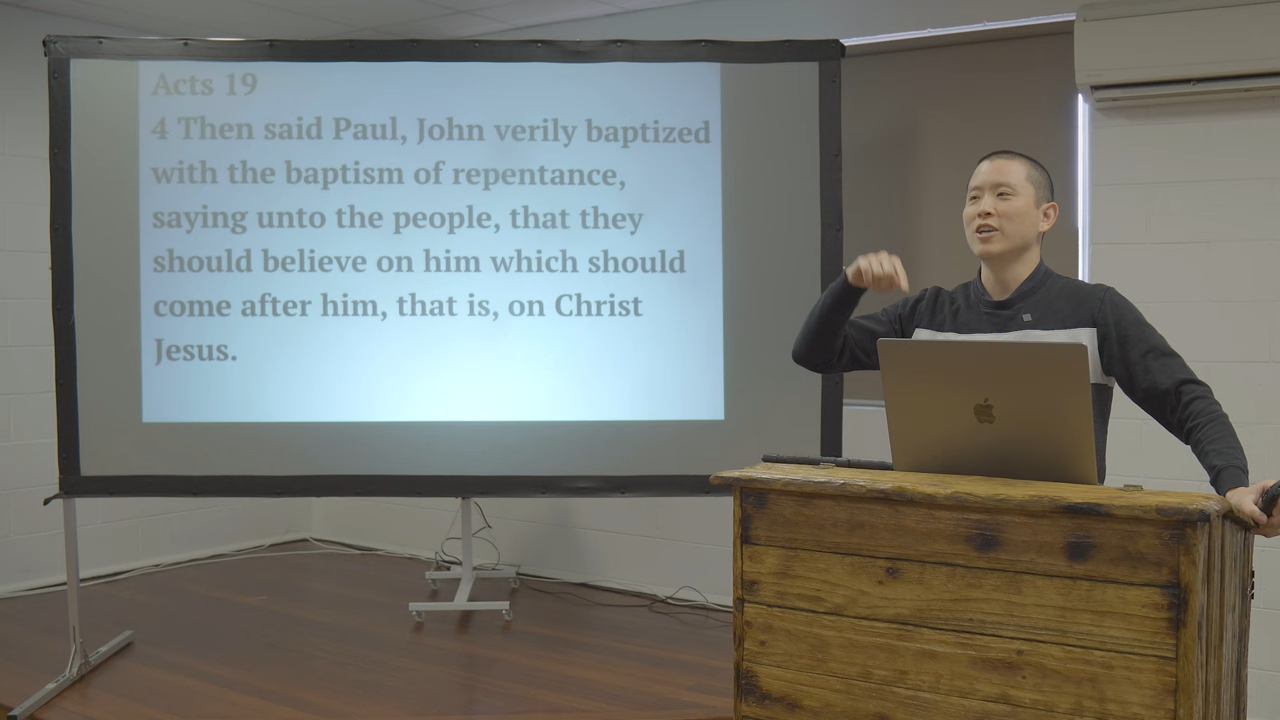 Acts 19
4 Then said Paul, John verily baptized
with the baptism of repentance,
saying unto the people, that they
should believe on him which should
come after him, that is, on Christ
Jesus.